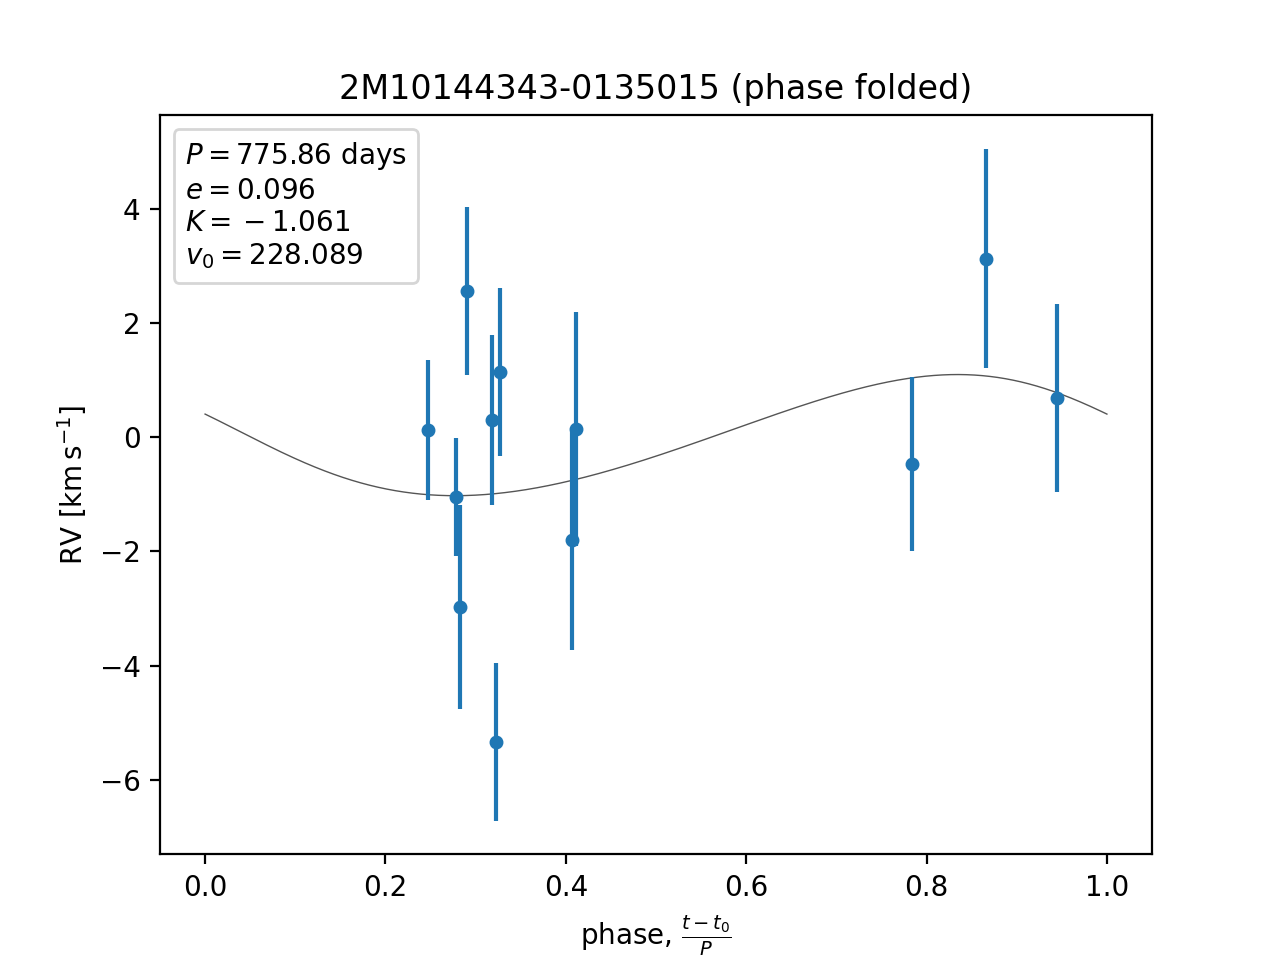 2M10144343-0135015 (phase folded)
P = 775.86 days
e = 0.096
K = −1.061
v₀ = 228.089
4
2
0
−2
−4
−6
RV [km s⁻¹]
0.0 0.2 0.4 0.6 0.8 1.0
phase, (t − t₀)/P